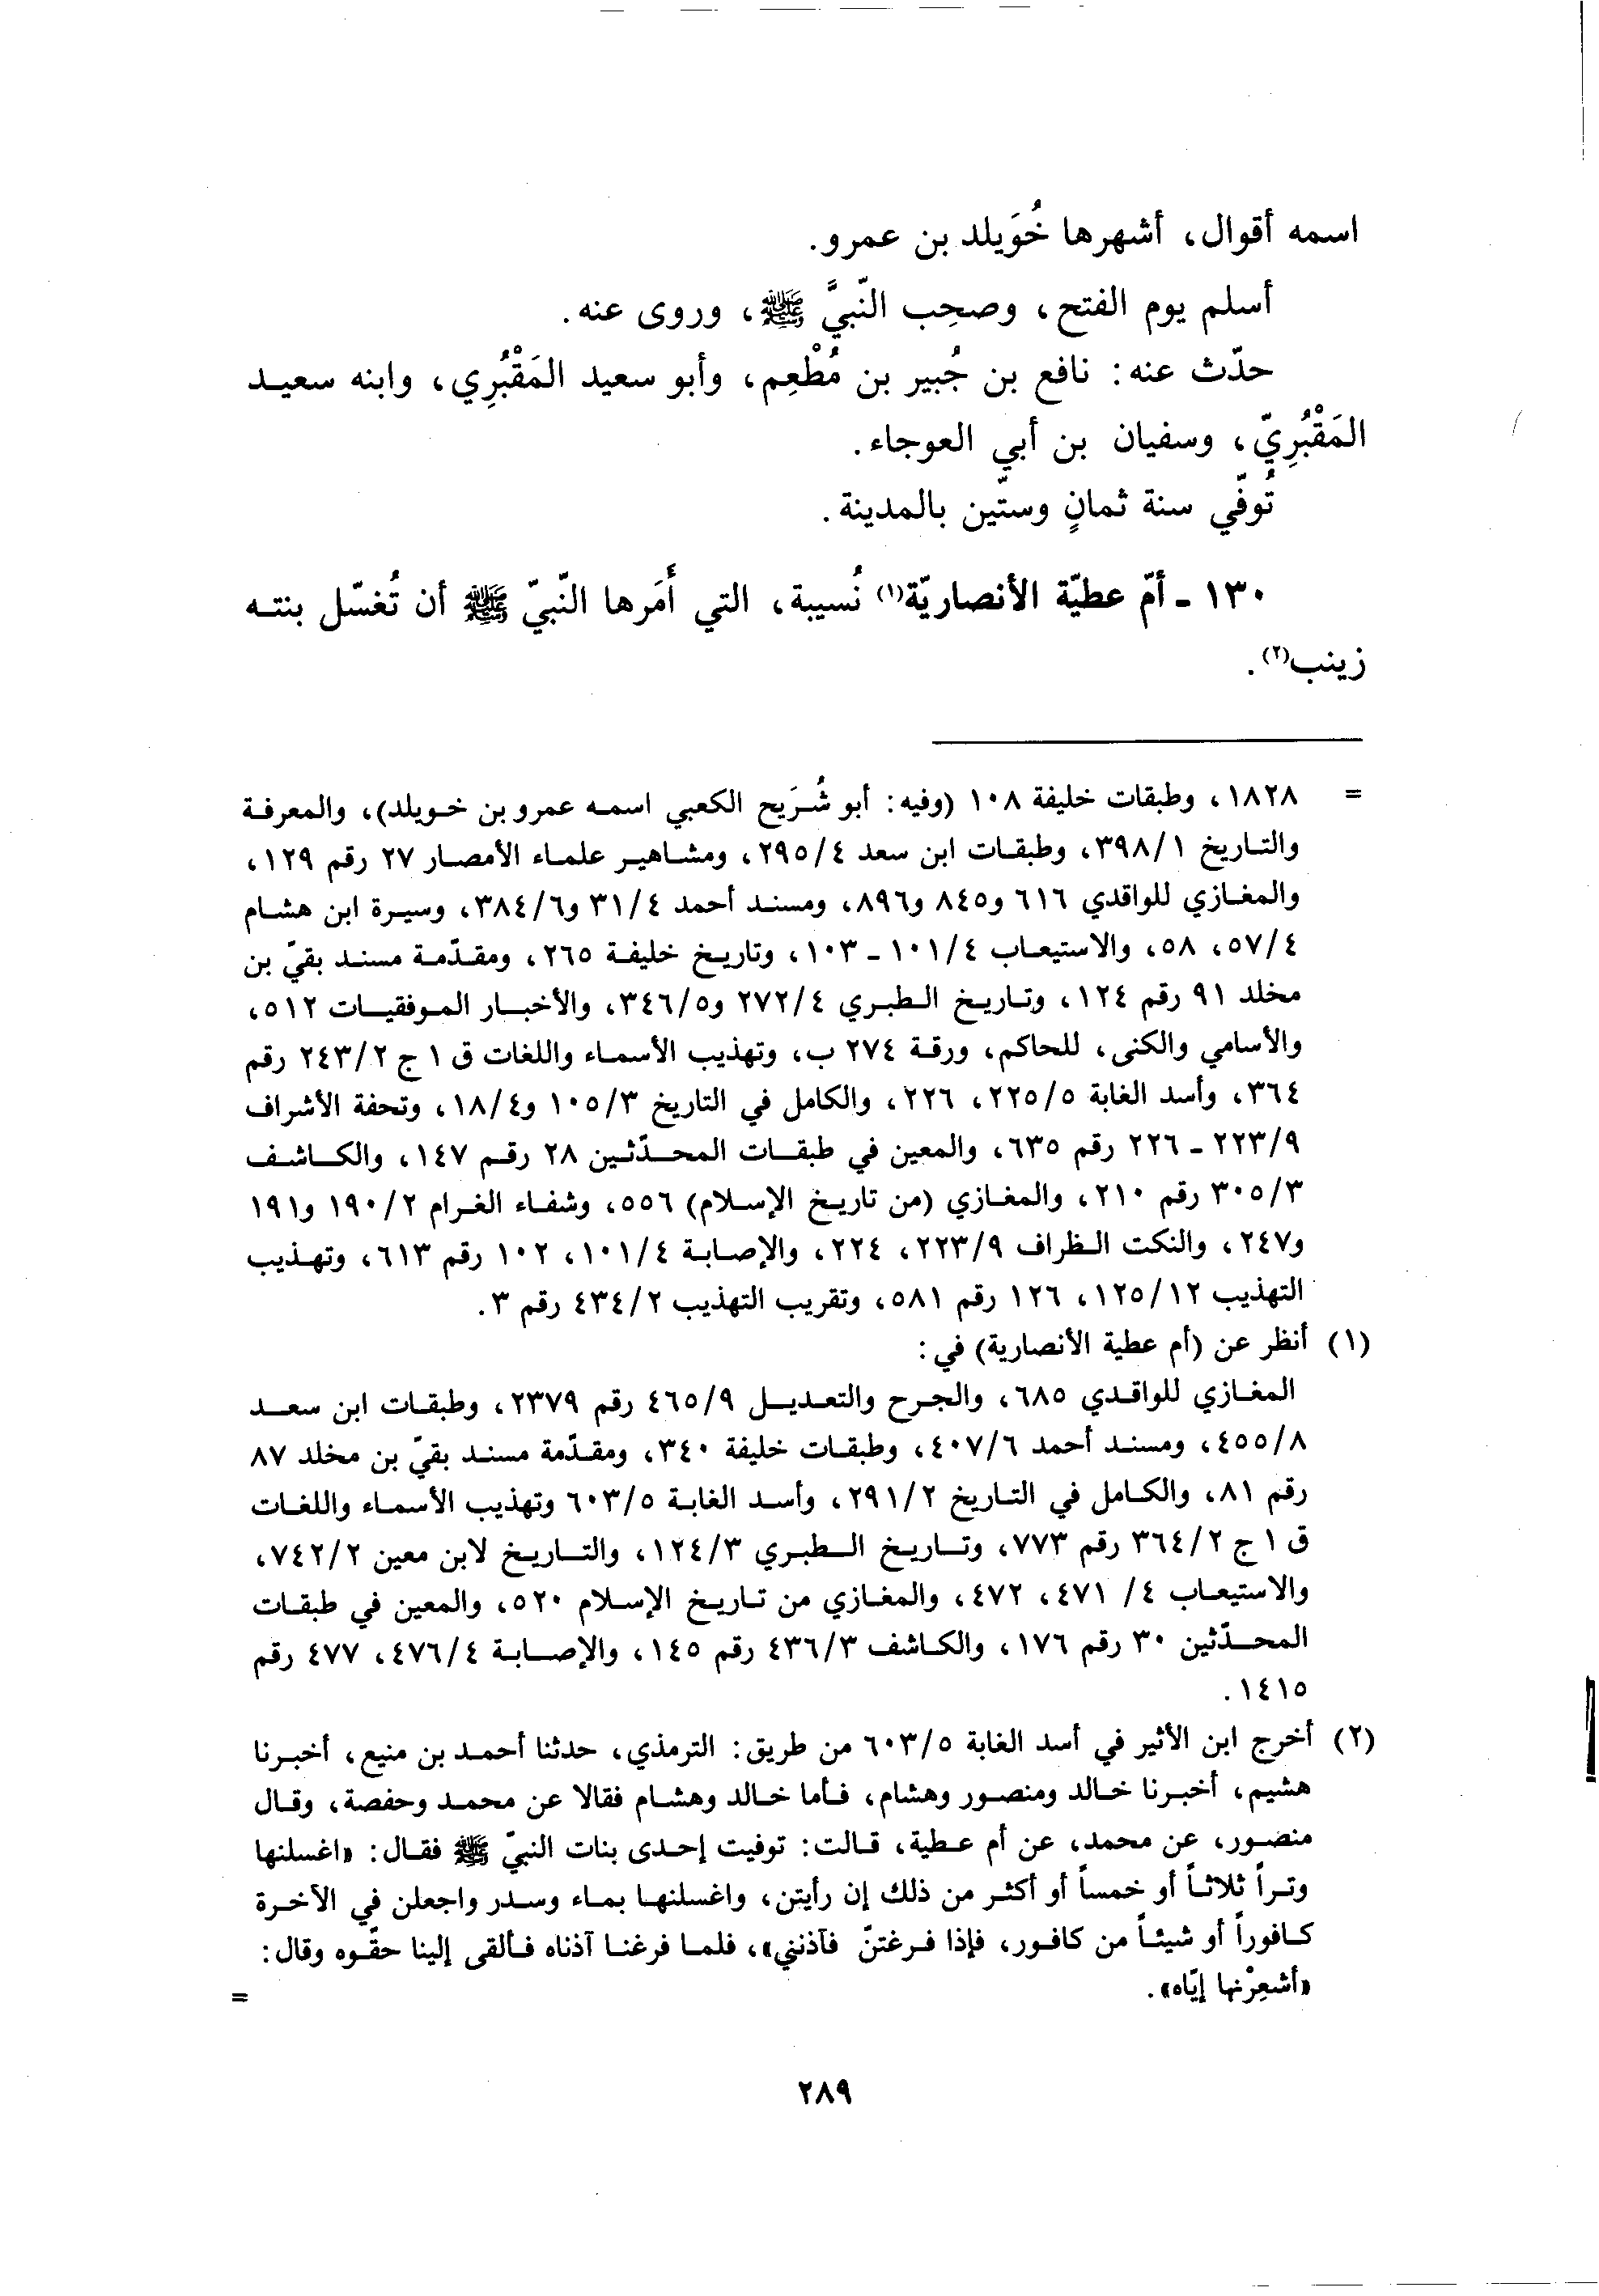 اسمه أقوال، أشهرها خُوَيلد بن عمرو.
أسلم يوم الفتح، وصحِب النّبيَّ ﷺ، وروى عنه.
حدّث عنه: نافع بن جُبير بن مُطْعِم، وأبو سعيد المَقْبُرِي، وابنه سعيد
المَقْبُرِيّ، وسفيان بن أبي العوجاء.
تُوفّي سنة ثمانٍ وستّين بالمدينة.
١٣٠ ـ أمّ عطيّة الأنصاريّة(١) نُسيبة، التي أَمَرها النّبيّ ﷺ أن تُغسّل بنته
زينب(٢).
= ١٨٢٨، وطبقات خليفة ١٠٨ (وفيه: أبو شُرَيح الكعبي اسمه عمرو بن خويلد)، والمعرفة
والتاريخ ٣٩٨/١، وطبقات ابن سعد ٢٩٥/٤، ومشاهير علماء الأمصار ٢٧ رقم ١٢٩،
والمغازي للواقدي ٦١٦ و٨٤٥ و٨٩٦، ومسند أحمد ٣١/٤ و٣٨٤/٦، وسيرة ابن هشام
٥٧/٤، ٥٨، والاستيعاب ١٠١/٤ ـ ١٠٣، وتاريخ خليفة ٢٦٥، ومقدّمة مسند بقيّ بن
مخلد ٩١ رقم ١٢٤، وتاريخ الطبري ٢٧٢/٤ و٣٤٦/٥، والأخبار الموفقيات ٥١٢،
والأسامي والكنى، للحاكم، ورقة ٢٧٤ ب، وتهذيب الأسماء واللغات ق ١ ج ٢٤٣/٢ رقم
٣٦٤، وأسد الغابة ٢٢٥/٥، ٢٢٦، والكامل في التاريخ ١٠٥/٣ و١٨/٤، وتحفة الأشراف
٢٢٣/٩ ـ ٢٢٦ رقم ٦٣٥، والمعين في طبقات المحدّثين ٢٨ رقم ١٤٧، والكاشف
٣٠٥/٣ رقم ٢١٠، والمغازي (من تاريخ الإسلام) ٥٥٦، وشفاء الغرام ١٩٠/٢ و١٩١
و٢٤٧، والنكت الظراف ٢٢٣/٩، ٢٢٤، والإصابة ١٠١/٤، ١٠٢ رقم ٦١٣، وتهذيب
التهذيب ١٢٥/١٢، ١٢٦ رقم ٥٨١، وتقريب التهذيب ٤٣٤/٢ رقم ٣.
(١) أنظر عن (أم عطية الأنصارية) في:
المغازي للواقدي ٦٨٥، والجرح والتعديل ٤٦٥/٩ رقم ٢٣٧٩، وطبقات ابن سعد
٤٥٥/٨، ومسند أحمد ٤٠٧/٦، وطبقات خليفة ٣٤٠، ومقدّمة مسند بقيّ بن مخلد ٨٧
رقم ٨١، والكامل في التاريخ ٢٩١/٢، وأسد الغابة ٦٠٣/٥ وتهذيب الأسماء واللغات
ق ١ ج ٣٦٤/٢ رقم ٧٧٣، وتاريخ الطبري ١٢٤/٣، والتاريخ لابن معين ٧٤٢/٢،
والاستيعاب ٤/ ٤٧١، ٤٧٢، والمغازي من تاريخ الإسلام ٥٢٠، والمعين في طبقات
المحدّثين ٣٠ رقم ١٧٦، والكاشف ٤٣٦/٣ رقم ١٤٥، والإصابة ٤٧٦/٤، ٤٧٧ رقم
١٤١٥.
(٢) أخرج ابن الأثير في أسد الغابة ٦٠٣/٥ من طريق: الترمذي، حدثنا أحمد بن منيع، أخبرنا
هشيم، أخبرنا خالد ومنصور وهشام، فأما خالد وهشام فقالا عن محمد وحفصة، وقال
منصور، عن محمد، عن أم عطية، قالت: توفيت إحدى بنات النبيّ ﷺ فقال: «اغسلنها
وتراً ثلاثاً أو خمساً أو أكثر من ذلك إن رأيتن، واغسلنها بماء وسدر واجعلن في الآخرة
كافوراً أو شيئاً من كافور، فإذا فرغتنّ فآذنني»، فلما فرغنا آذناه فألقى إلينا حقّوه وقال:
«أشعِرْنها إيّاه». =
٢٨٩